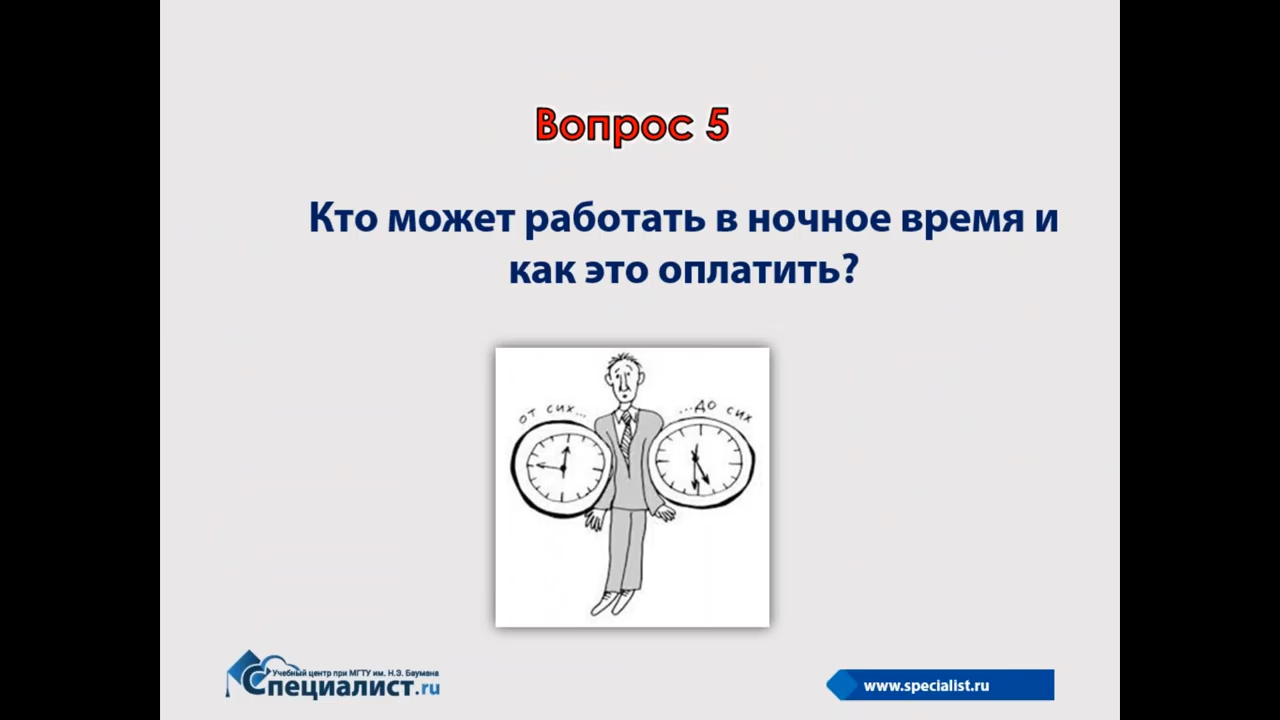 Вопрос 5
Кто может работать в ночное время и
как это оплатить?
от сих...
...до сих
Учебный центр при МГТУ им. Н.Э. Баумана
Специалист.ru
www.specialist.ru